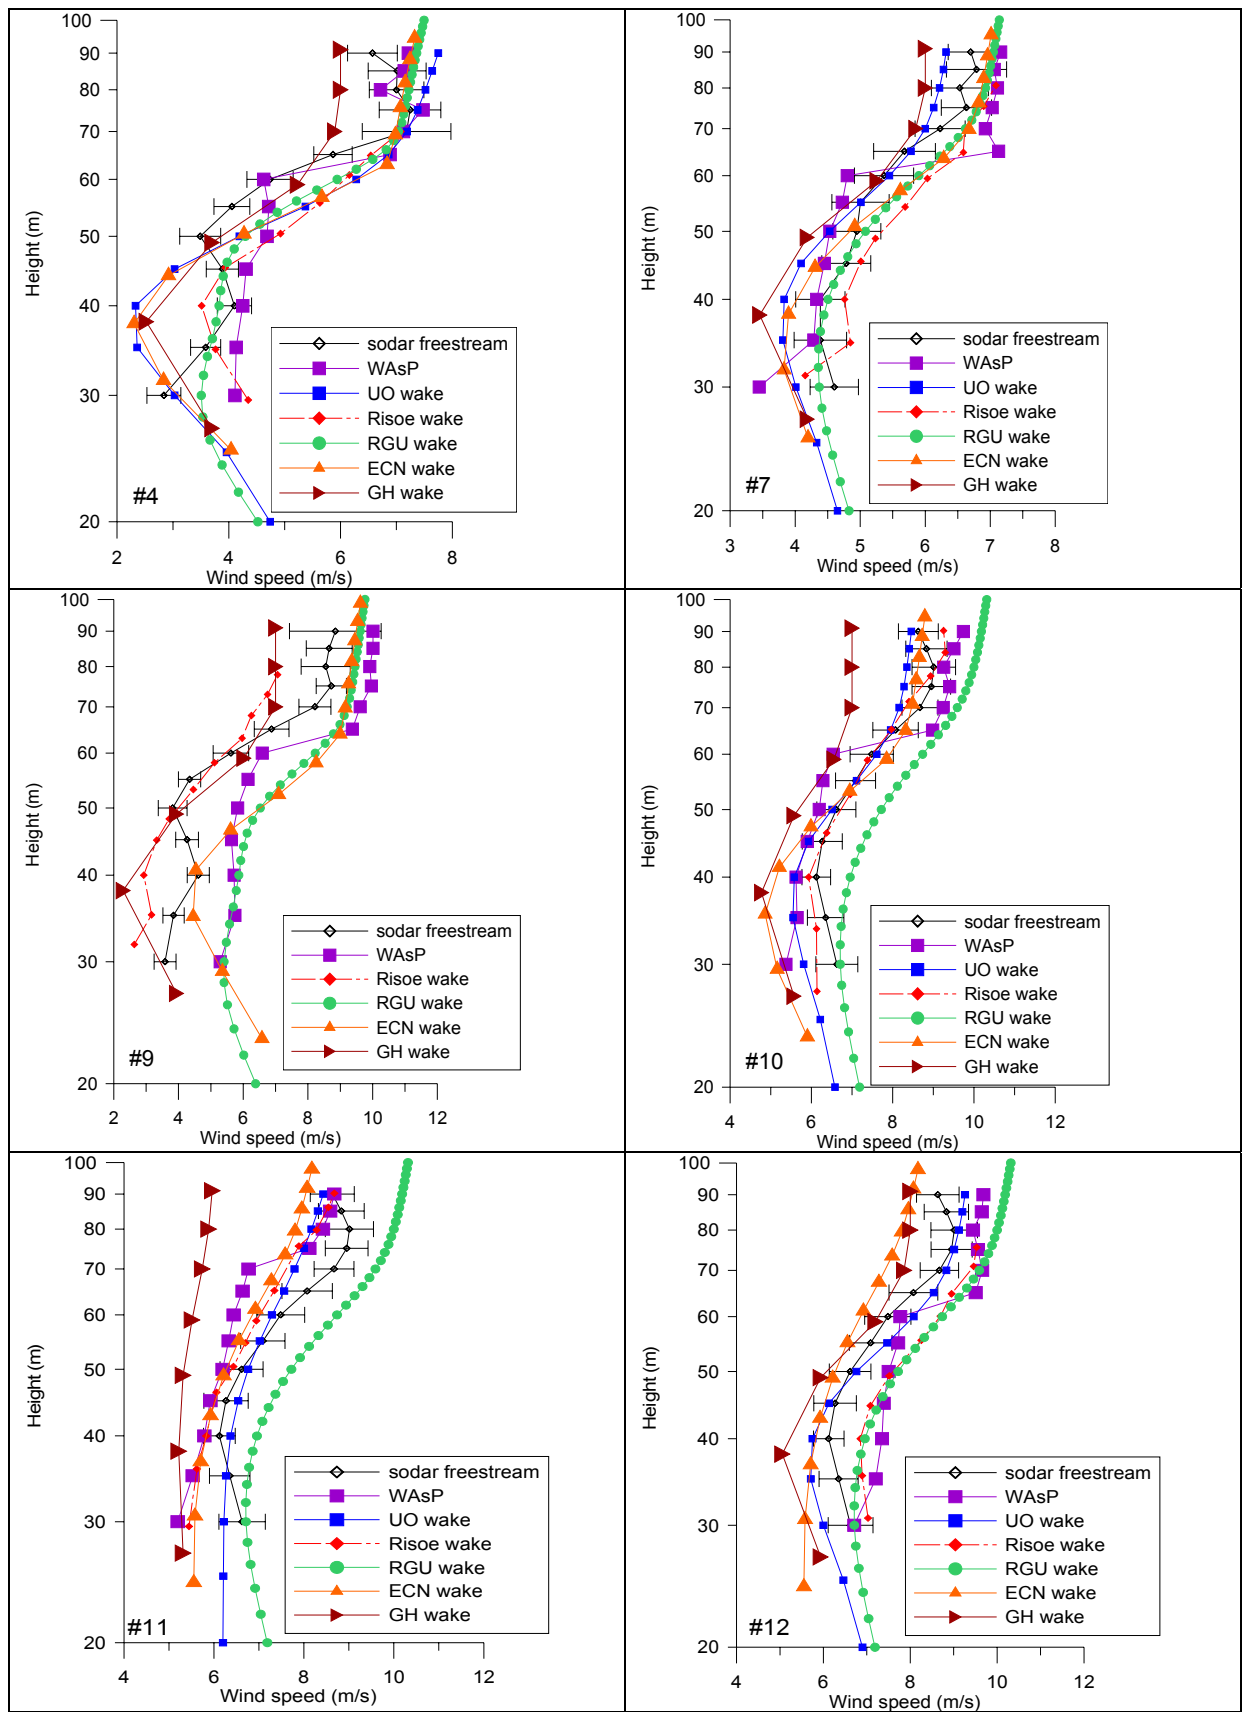 100
90
80
70
60
50
40
30
20
Height (m)
sodar freestream
WAsP
UO wake
Risoe wake
RGU wake
ECN wake
GH wake
#4
2 4 6 8
Wind speed (m/s)
100
90
80
70
60
50
40
30
20
Height (m)
sodar freestream
WAsP
UO wake
Risoe wake
RGU wake
ECN wake
GH wake
#7
3 4 5 6 7 8
Wind speed (m/s)
100
90
80
70
60
50
40
30
20
Height (m)
sodar freestream
WAsP
Risoe wake
RGU wake
ECN wake
GH wake
#9
2 4 6 8 10 12
Wind speed (m/s)
100
90
80
70
60
50
40
30
20
Height (m)
sodar freestream
WAsP
UO wake
Risoe wake
RGU wake
ECN wake
GH wake
#10
4 6 8 10 12
Wind speed (m/s)
100
90
80
70
60
50
40
30
20
Height (m)
sodar freestream
WAsP
UO wake
Risoe wake
RGU wake
ECN wake
GH wake
#11
4 6 8 10 12
Wind speed (m/s)
100
90
80
70
60
50
40
30
20
Height (m)
sodar freestream
WAsP
UO wake
Risoe wake
RGU wake
ECN wake
GH wake
#12
4 6 8 10 12
Wind speed (m/s)